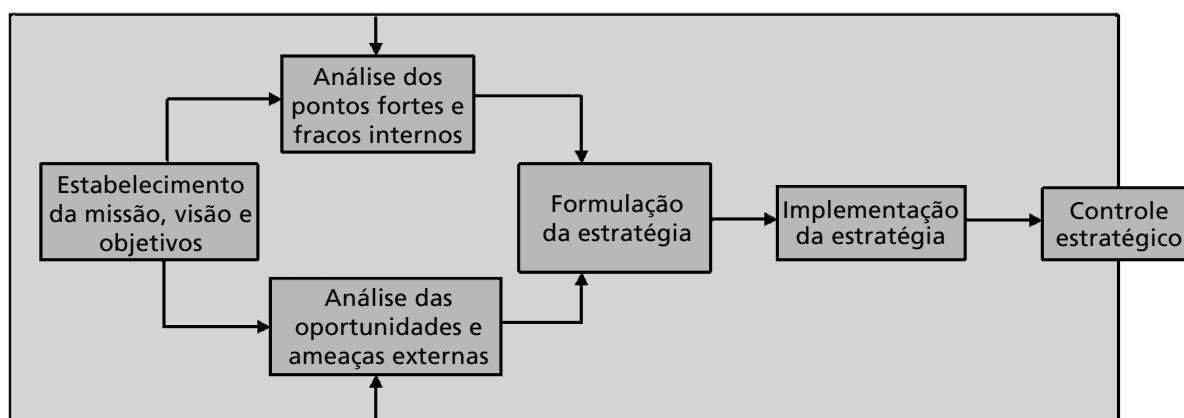 Análise dos
pontos fortes e
fracos internos
Estabelecimento
da missão, visão e
objetivos
Formulação
da estratégia
Implementação
da estratégia
Controle
estratégico
Análise das
oportunidades e
ameaças externas